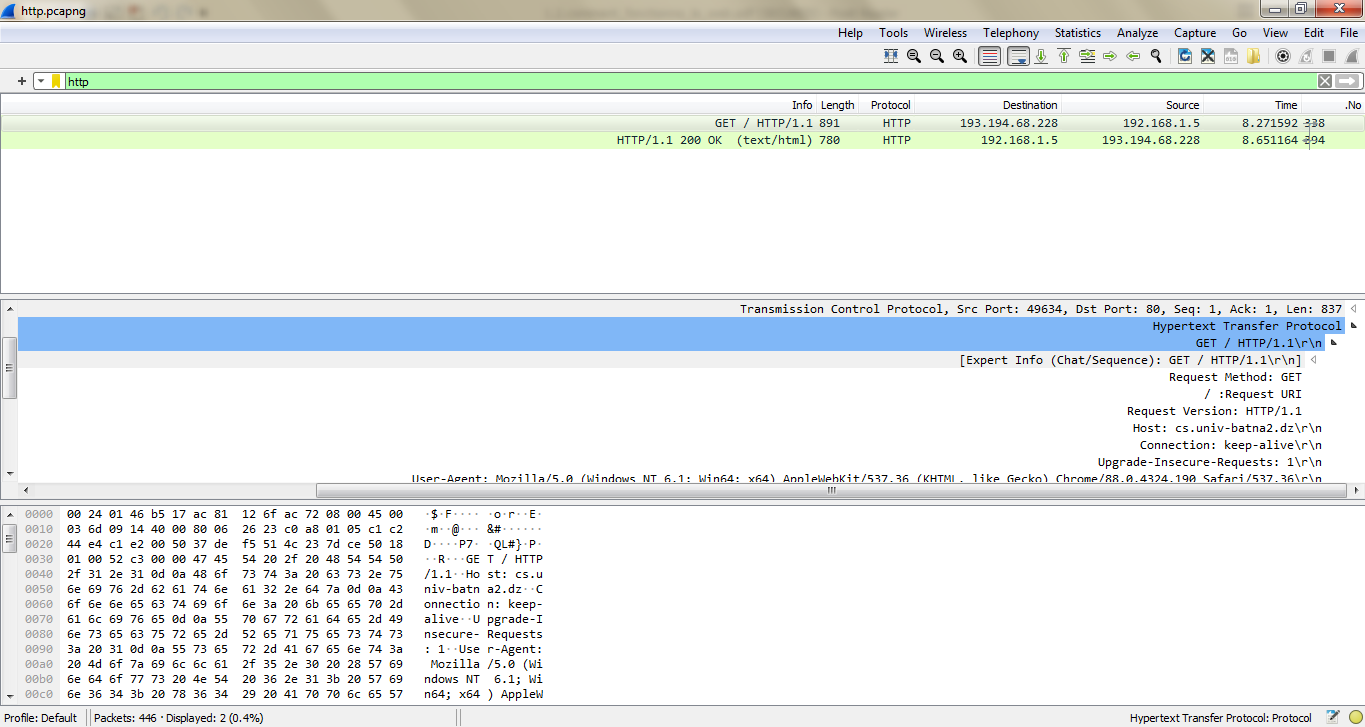 http.pcapng
Help Tools Wireless Telephony Statistics Analyze Capture Go View Edit File
+ http
Info Length Protocol Destination Source Time .No
GET / HTTP/1.1 891 HTTP 193.194.68.228 192.168.1.5 8.271592 338
HTTP/1.1 200 OK (text/html) 780 HTTP 192.168.1.5 193.194.68.228 8.651164 394
Transmission Control Protocol, Src Port: 49634, Dst Port: 80, Seq: 1, Ack: 1, Len: 837
Hypertext Transfer Protocol
GET / HTTP/1.1\r\n
[Expert Info (Chat/Sequence): GET / HTTP/1.1\r\n]
Request Method: GET
/ :Request URI
Request Version: HTTP/1.1
Host: cs.univ-batna2.dz\r\n
Connection: keep-alive\r\n
Upgrade-Insecure-Requests: 1\r\n
User-Agent: Mozilla/5.0 (Windows NT 6.1; Win64; x64) AppleWebKit/537.36 (KHTML, like Gecko) Chrome/88.0.4324.190 Safari/537.36\r\n
0000 00 24 01 46 b5 17 ac 81 12 6f ac 72 08 00 45 00 ·$·F···· ·o·r··E·
0010 03 6d 09 14 40 00 80 06 26 23 c0 a8 01 05 c1 c2 ·m··@··· &#······
0020 44 e4 c1 e2 00 50 37 de f5 51 4c 23 7d ce 50 18 D····P7· ·QL#}·P·
0030 01 00 52 c3 00 00 47 45 54 20 2f 20 48 54 54 50 ··R···GE T / HTTP
0040 2f 31 2e 31 0d 0a 48 6f 73 74 3a 20 63 73 2e 75 /1.1··Ho st: cs.u
0050 6e 69 76 2d 62 61 74 6e 61 32 2e 64 7a 0d 0a 43 niv-batn a2.dz··C
0060 6f 6e 6e 65 63 74 69 6f 6e 3a 20 6b 65 65 70 2d onnectio n: keep-
0070 61 6c 69 76 65 0d 0a 55 70 67 72 61 64 65 2d 49 alive··U pgrade-I
0080 6e 73 65 63 75 72 65 2d 52 65 71 75 65 73 74 73 nsecure- Requests
0090 3a 20 31 0d 0a 55 73 65 72 2d 41 67 65 6e 74 3a : 1··Use r-Agent:
00a0 20 4d 6f 7a 69 6c 6c 61 2f 35 2e 30 20 28 57 69 Mozilla /5.0 (Wi
00b0 6e 64 6f 77 73 20 4e 54 20 36 2e 31 3b 20 57 69 ndows NT 6.1; Wi
00c0 6e 36 34 3b 20 78 36 34 29 20 41 70 70 6c 65 57 n64; x64 ) AppleW
Profile: Default Packets: 446 · Displayed: 2 (0.4%) Hypertext Transfer Protocol: Protocol